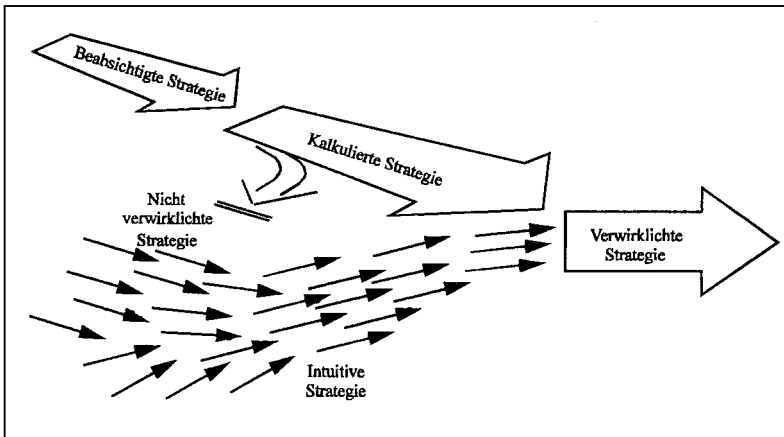 Beabsichtigte Strategie
Kalkulierte Strategie
Nicht
verwirklichte
Strategie
Verwirklichte
Strategie
Intuitive
Strategie